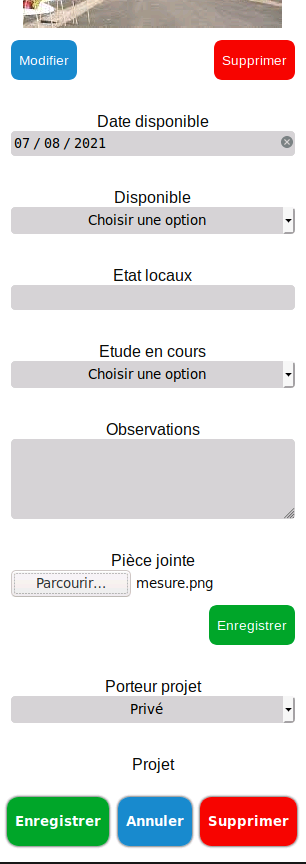 Modifier Supprimer
Date disponible
07 / 08 / 2021
Disponible
Choisir une option
Etat locaux
Etude en cours
Choisir une option
Observations
Pièce jointe
Parcourir... mesure.png
Enregistrer
Porteur projet
Privé
Projet
Enregistrer Annuler Supprimer